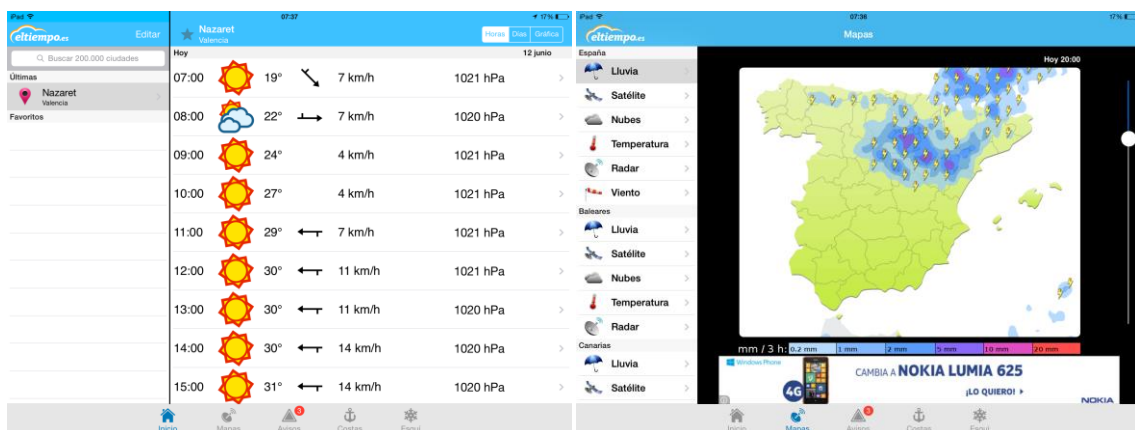 iPad 07:37 17%
eltiempo.es Editar
Buscar 200.000 ciudades
Últimas
Nazaret
Valencia
Favoritos
Nazaret
Valencia
Horas Días Gráfica
Hoy 12 junio
07:00 19° 7 km/h 1021 hPa
08:00 22° 7 km/h 1020 hPa
09:00 24° 4 km/h 1021 hPa
10:00 27° 4 km/h 1021 hPa
11:00 29° 7 km/h 1021 hPa
12:00 30° 11 km/h 1021 hPa
13:00 30° 11 km/h 1020 hPa
14:00 30° 14 km/h 1020 hPa
15:00 31° 14 km/h 1020 hPa
3
Inicio Mapas Avisos Costas Esquí
iPad 07:36 17%
eltiempo.es Mapas
España
Lluvia
Satélite
Nubes
Temperatura
Radar
Viento
Baleares
Lluvia
Satélite
Nubes
Temperatura
Radar
Canarias
Lluvia
Satélite
Hoy 20:00
mm / 3 h: 0.2 mm 1 mm 2 mm 5 mm 10 mm 20 mm
Windows Phone
4G
CAMBIA A NOKIA LUMIA 625
¡LO QUIERO!
NOKIA
3
Inicio Mapas Avisos Costas Esquí